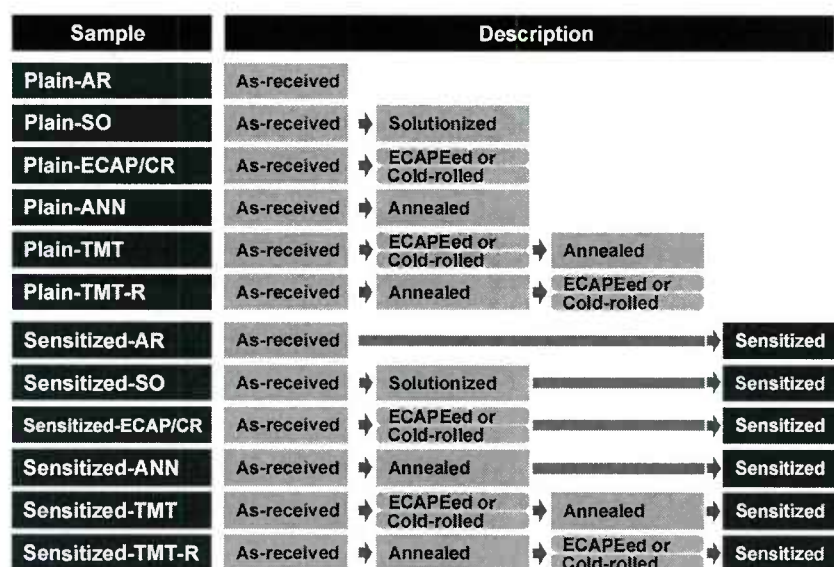 Sample Description
Plain-AR As-received
Plain-SO As-received Solutionized
Plain-ECAP/CR As-received ECAPEed or
Cold-rolled
Plain-ANN As-received Annealed
Plain-TMT As-received ECAPEed or
Cold-rolled Annealed
Plain-TMT-R As-received Annealed ECAPEed or
Cold-rolled
Sensitized-AR As-received Sensitized
Sensitized-SO As-received Solutionized Sensitized
Sensitized-ECAP/CR As-received ECAPEed or
Cold-rolled Sensitized
Sensitized-ANN As-received Annealed Sensitized
Sensitized-TMT As-received ECAPEed or
Cold-rolled Annealed Sensitized
Sensitized-TMT-R As-received Annealed ECAPEed or
Cold-rolled Sensitized